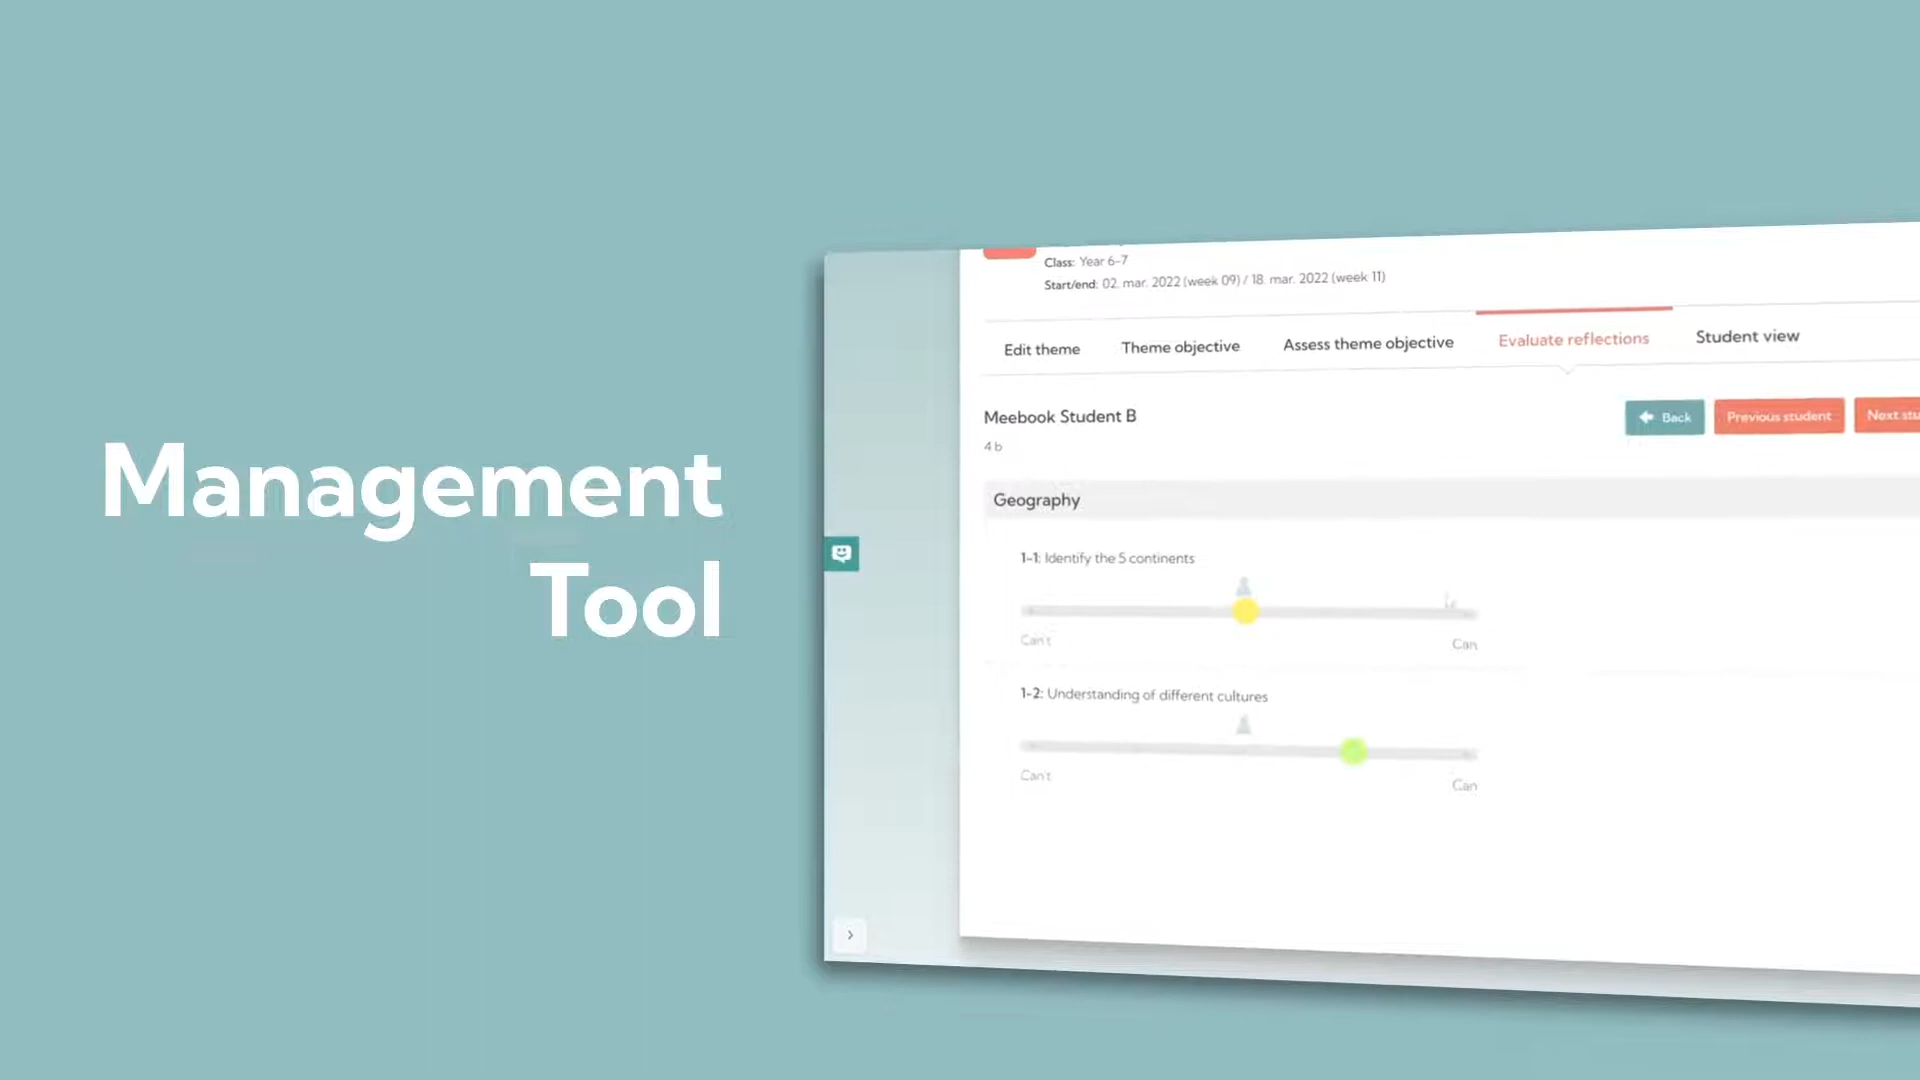 Management
Tool
Class: Year 6-7
Start/end: 02. mar. 2022 (week 09) / 18. mar. 2022 (week 11)
Edit theme
Theme objective
Assess theme objective
Evaluate reflections
Student view
Meebook Student B
Back
Previous student
Next stu
4 b
Geography
1-1: Identify the 5 continents
Can't
Can
1-2: Understanding of different cultures
Can't
Can